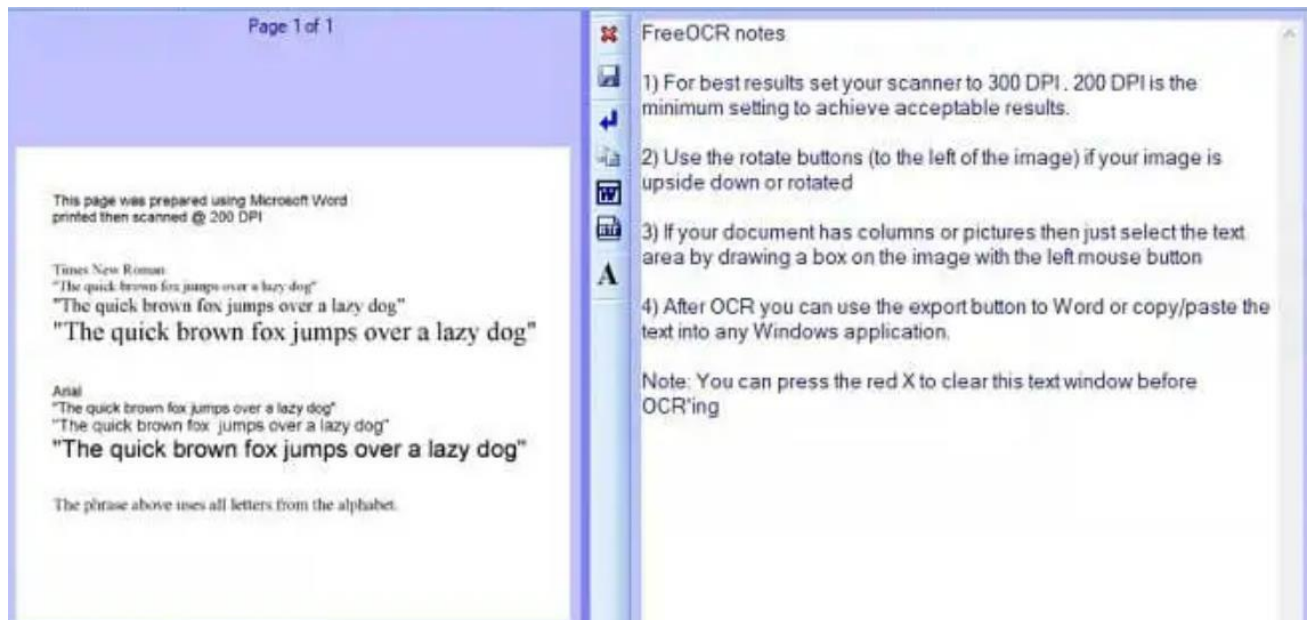 Page 1 of 1
This page was prepared using Microsoft Word
printed then scanned @ 200 DPI
Times New Roman
"The quick brown fox jumps over a lazy dog"
"The quick brown fox jumps over a lazy dog"
"The quick brown fox jumps over a lazy dog"
Arial
"The quick brown fox jumps over a lazy dog"
"The quick brown fox  jumps over a lazy dog"
"The quick brown fox jumps over a lazy dog"
The phrase above uses all letters from the alphabet.
W
A
FreeOCR notes
1) For best results set your scanner to 300 DPI. 200 DPI is the
minimum setting to achieve acceptable results.
2) Use the rotate buttons (to the left of the image) if your image is
upside down or rotated
3) If your document has columns or pictures then just select the text
area by drawing a box on the image with the left mouse button
4) After OCR you can use the export button to Word or copy/paste the
text into any Windows application.
Note: You can press the red X to clear this text window before
OCR'ing